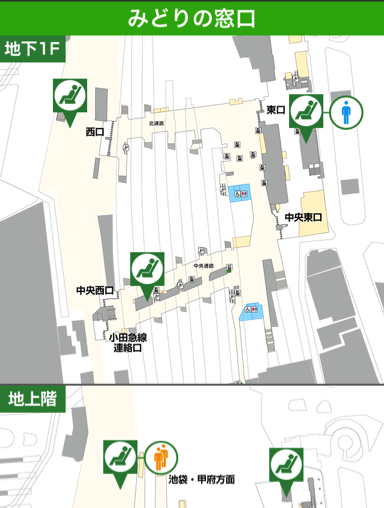 みどりの窓口
地下1F
東口
北通路
西口
中央東口
中央通路
中央西口
小田急線
連絡口
地上階
池袋・甲府方面